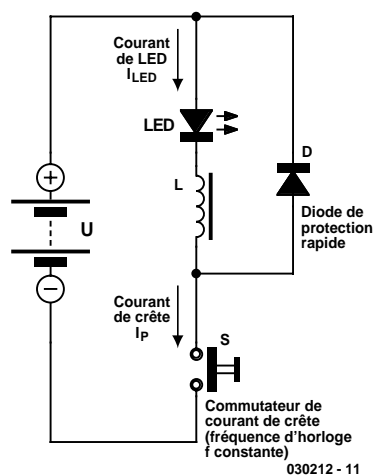 Courant
de LED
ILED
LED
L
D
Diode de
protection
rapide
+
U
−
Courant
de crête
IP
S
Commutateur de
courant de crête
(fréquence d'horloge
f constante)
030212 - 11